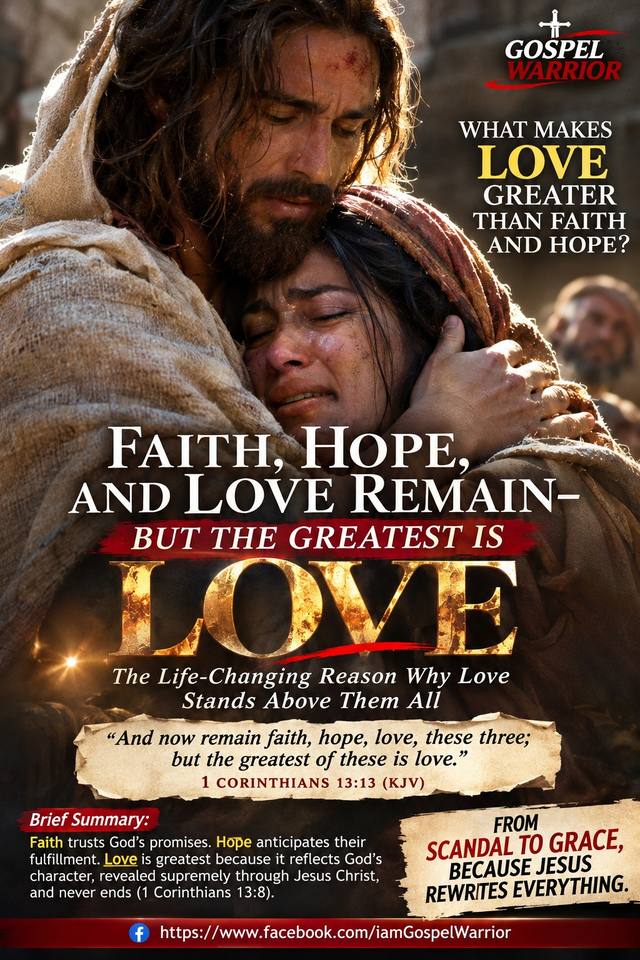 GOSPEL
WARRIOR
WHAT MAKES
LOVE
GREATER
THAN FAITH
AND HOPE?
FAITH, HOPE,
AND LOVE REMAIN–
BUT THE GREATEST IS
LOVE
The Life-Changing Reason Why Love
Stands Above Them All
“And now remain faith, hope, love, these three;
but the greatest of these is love.”
1 CORINTHIANS 13:13 (KJV)
Brief Summary:
Faith trusts God’s promises. Hope anticipates their
fulfillment. Love is greatest because it reflects God’s
character, revealed supremely through Jesus Christ,
and never ends (1 Corinthians 13:8).
FROM
SCANDAL TO GRACE,
BECAUSE JESUS
REWRITES EVERYTHING.
https://www.facebook.com/iamGospelWarrior